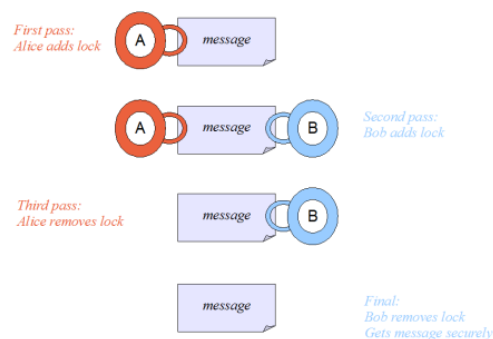 First pass:
Alice adds lock
A
message
A
message
B
Second pass:
Bob adds lock
Third pass:
Alice removes lock
message
B
message
Final:
Bob removes lock
Gets message securely